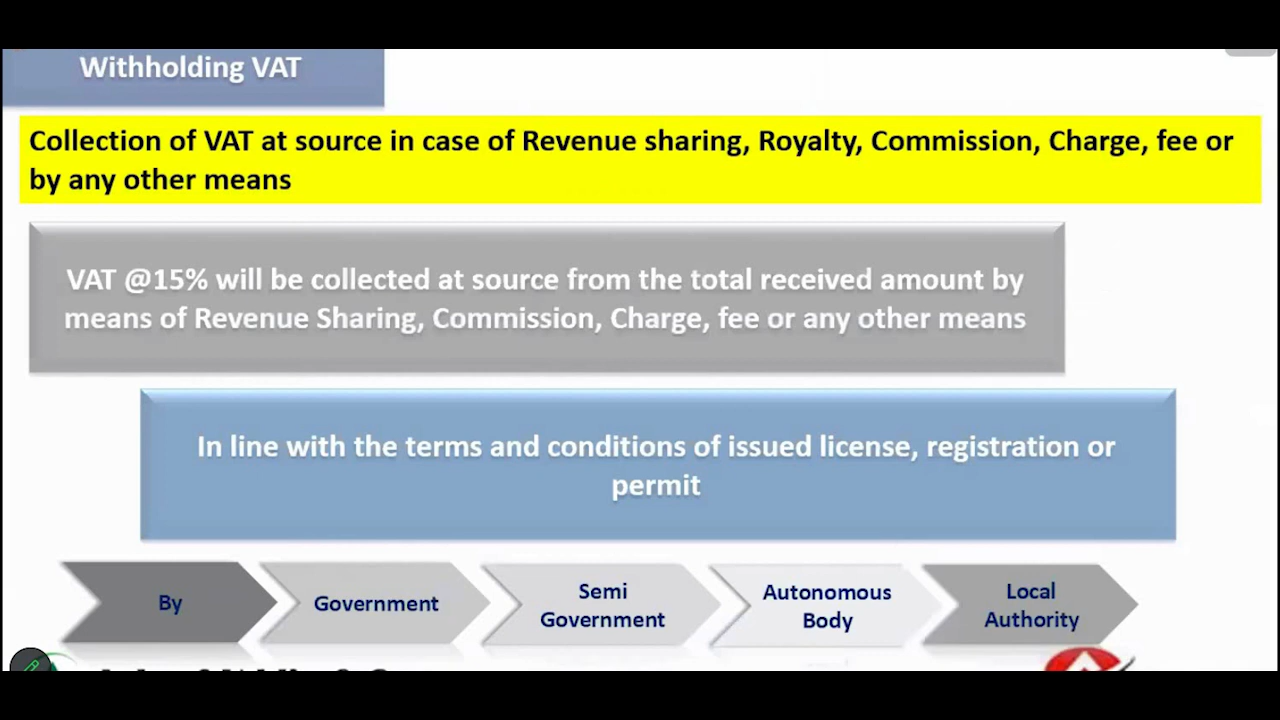 Withholding VAT
Collection of VAT at source in case of Revenue sharing, Royalty, Commission, Charge, fee or
by any other means
VAT @15% will be collected at source from the total received amount by
means of Revenue Sharing, Commission, Charge, fee or any other means
In line with the terms and conditions of issued license, registration or
permit
By
Government
Semi
Government
Autonomous
Body
Local
Authority